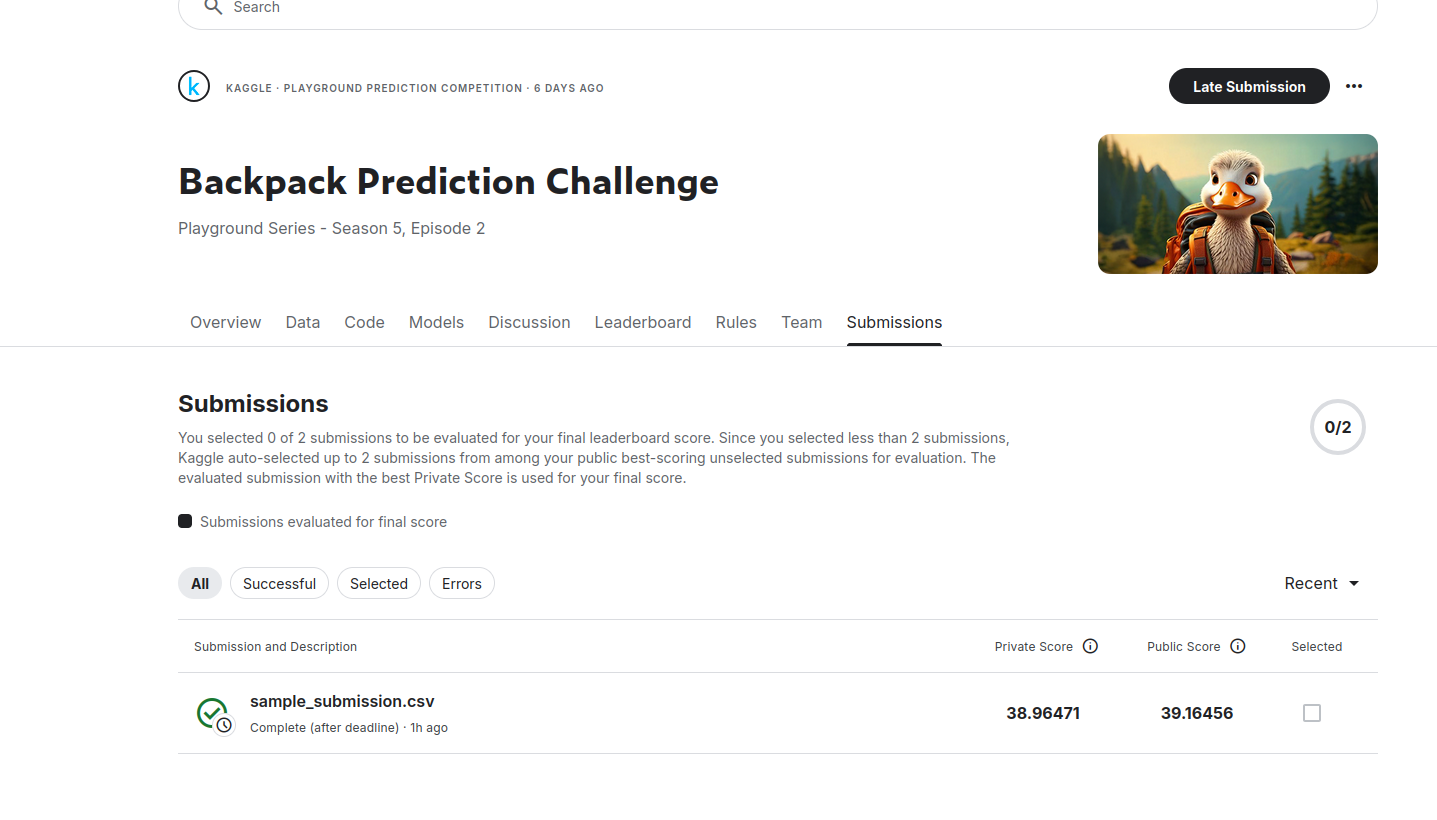 Search
KAGGLE · PLAYGROUND PREDICTION COMPETITION · 6 DAYS AGO
Late Submission
Backpack Prediction Challenge
Playground Series - Season 5, Episode 2
Overview Data Code Models Discussion Leaderboard Rules Team Submissions
Submissions
0/2
You selected 0 of 2 submissions to be evaluated for your final leaderboard score. Since you selected less than 2 submissions,
Kaggle auto-selected up to 2 submissions from among your public best-scoring unselected submissions for evaluation. The
evaluated submission with the best Private Score is used for your final score.
Submissions evaluated for final score
All Successful Selected Errors Recent
Submission and Description Private Score Public Score Selected
sample_submission.csv
38.96471 39.16456
Complete (after deadline) · 1h ago